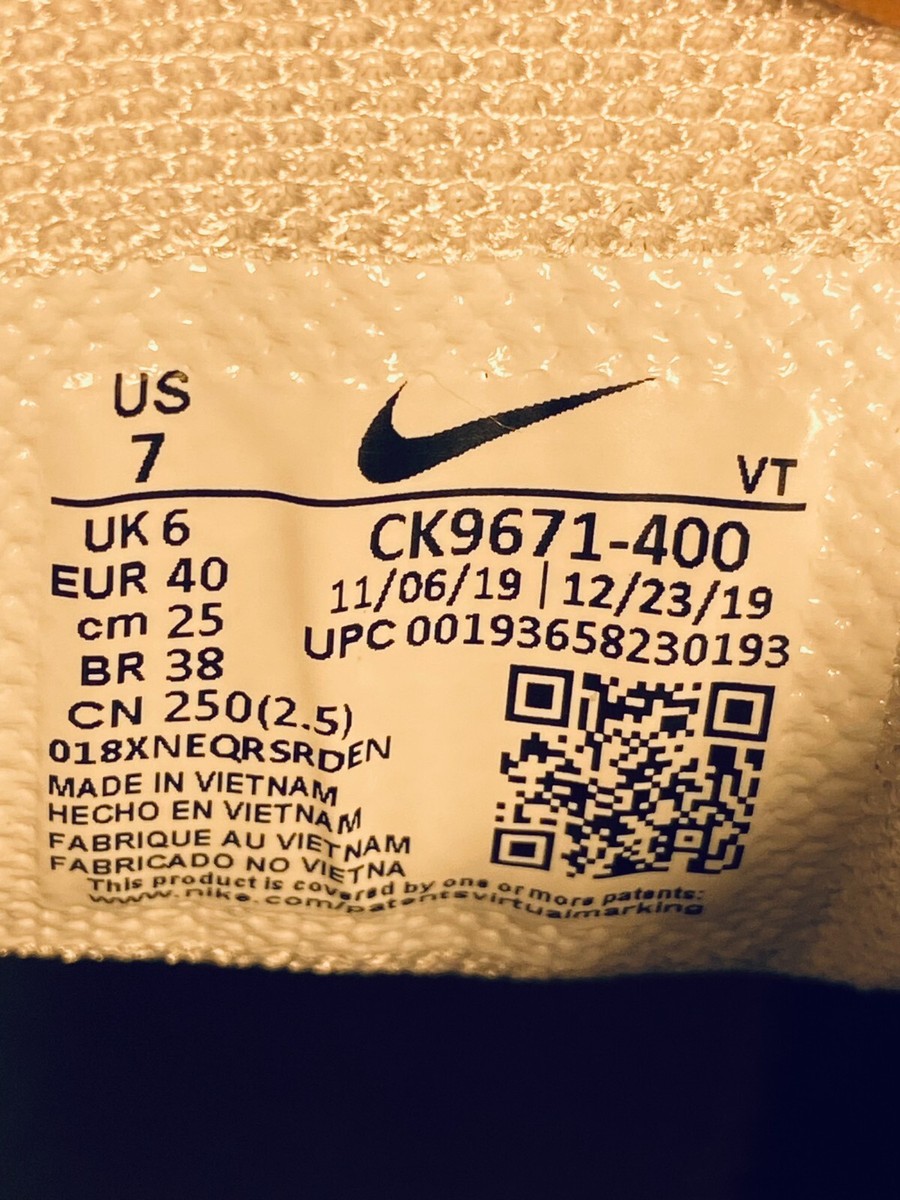 US
7
VT
UK 6
EUR 40
cm 25
BR 38
CN 250(2.5)
CK9671-400
11/06/19 | 12/23/19
UPC 00193658230193
018XNEQRSRDEN
MADE IN VIETNAM
HECHO EN VIETNAM
FABRIQUE AU VIETNAM
FABRICADO NO VIETNA
This product is covered by one or more patents:
www.nike.com/patentsvirtualmarking